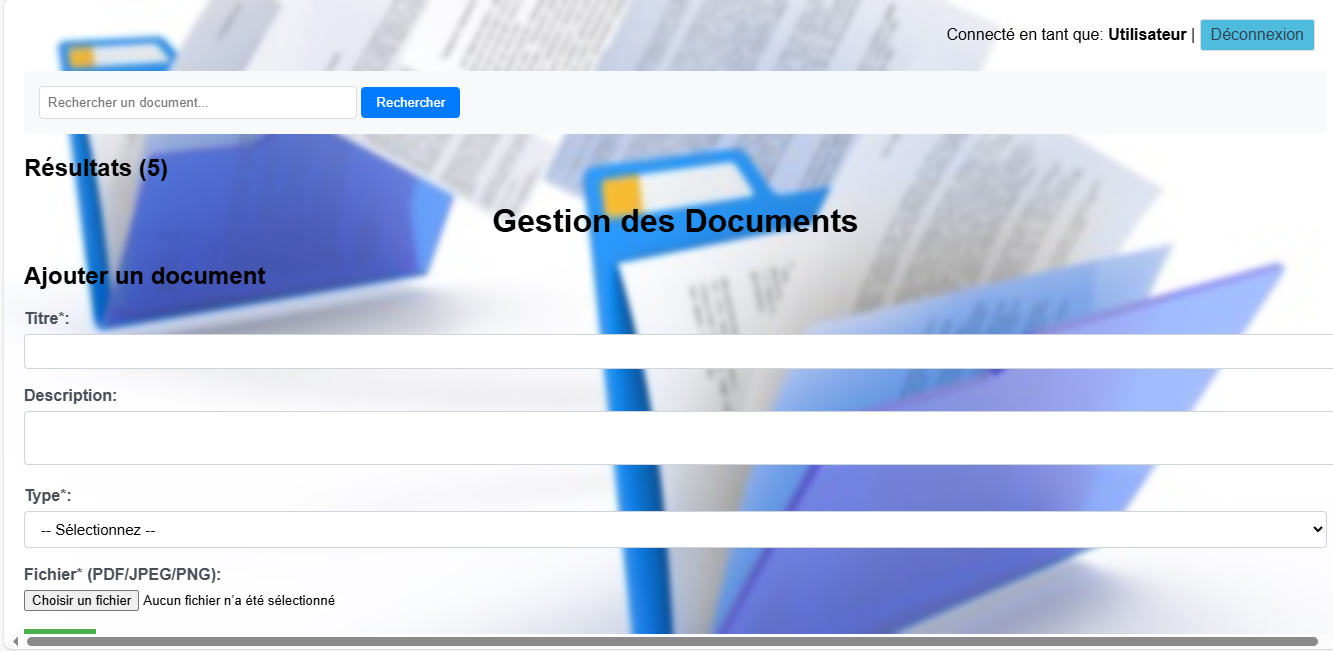 Connecté en tant que: Utilisateur | Déconnexion
Rechercher un document...
Rechercher
Résultats (5)
Gestion des Documents
Ajouter un document
Titre*:
Description:
Type*:
-- Sélectionnez --
Fichier* (PDF/JPEG/PNG):
Choisir un fichier Aucun fichier n’a été sélectionné